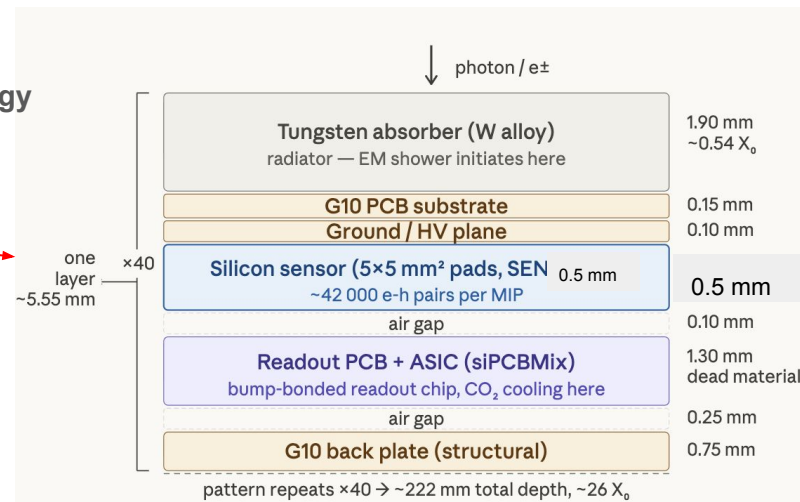 photon / e±
gy
Tungsten absorber (W alloy)
radiator — EM shower initiates here
1.90 mm
~0.54 X₀
G10 PCB substrate
0.15 mm
Ground / HV plane
0.10 mm
one
layer
~5.55 mm
×40
Silicon sensor (5×5 mm² pads, SEN
0.5 mm
~42 000 e-h pairs per MIP
0.5 mm
air gap
0.10 mm
Readout PCB + ASIC (siPCBMix)
bump-bonded readout chip, CO₂ cooling here
1.30 mm
dead material
air gap
0.25 mm
G10 back plate (structural)
0.75 mm
pattern repeats ×40 → ~222 mm total depth, ~26 X₀